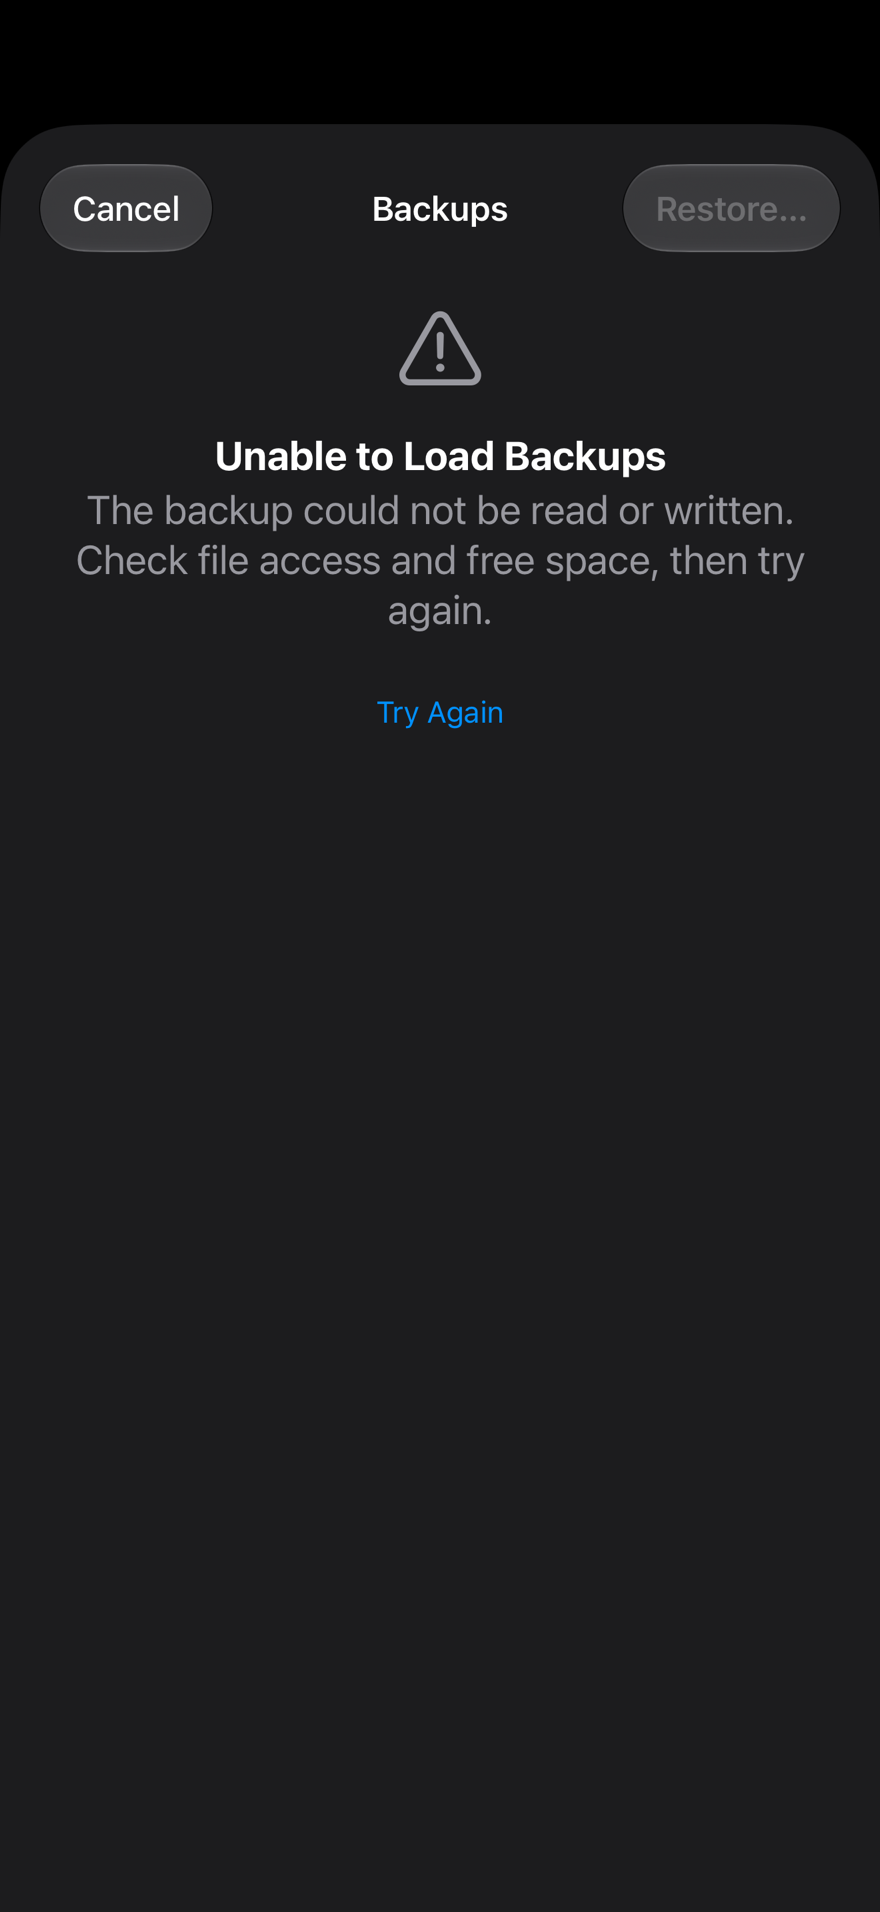 Cancel
Backups
Restore...
Unable to Load Backups
The backup could not be read or written.
Check file access and free space, then try
again.
Try Again